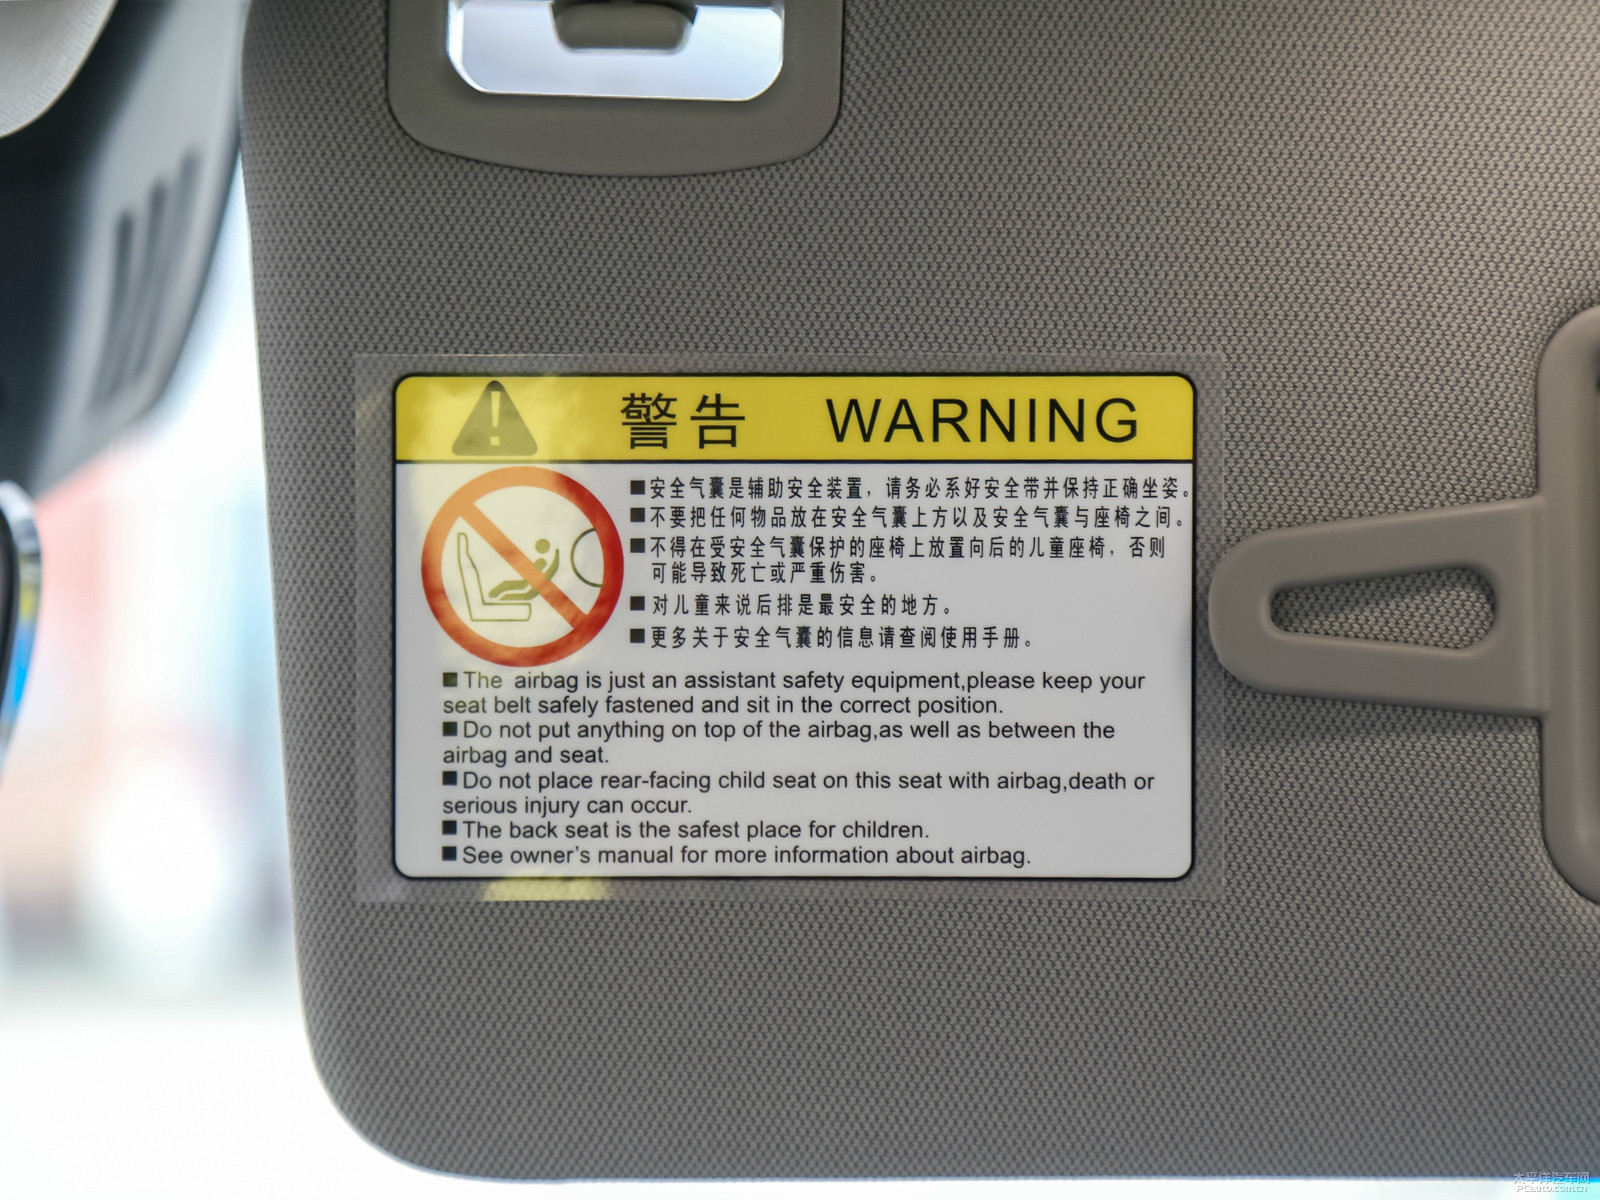 警告 WARNING
■安全气囊是辅助安全装置，请务必系好安全带并保持正确坐姿。
■不要把任何物品放在安全气囊上方以及安全气囊与座椅之间。
■不得在受安全气囊保护的座椅上放置向后的儿童座椅，否则
可能导致死亡或严重伤害。
■对儿童来说后排是最安全的地方。
■更多关于安全气囊的信息请查阅使用手册。
■The airbag is just an assistant safety equipment,please keep your
seat belt safely fastened and sit in the correct position.
■Do not put anything on top of the airbag,as well as between the
airbag and seat.
■Do not place rear-facing child seat on this seat with airbag,death or
serious injury can occur.
■The back seat is the safest place for children.
■See owner's manual for more information about airbag.
太平洋汽车网
PCauto.com.cn